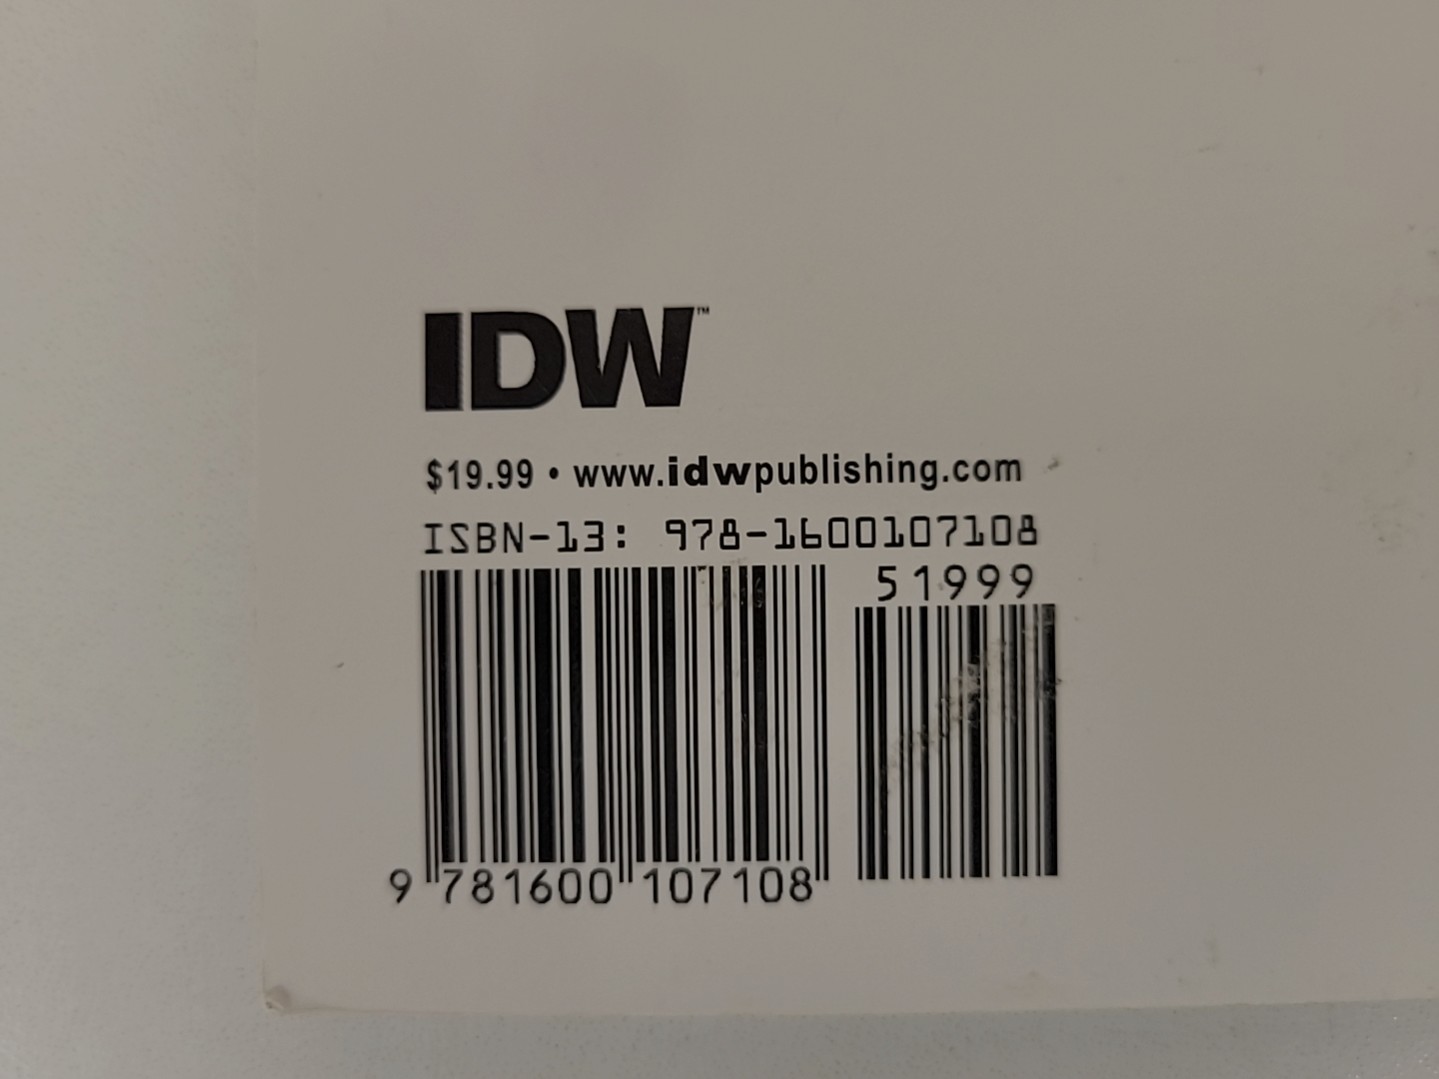 IDW™
$19.99 • www.idwpublishing.com
ISBN-13: 978-1600107108
51999
9 781600 107108